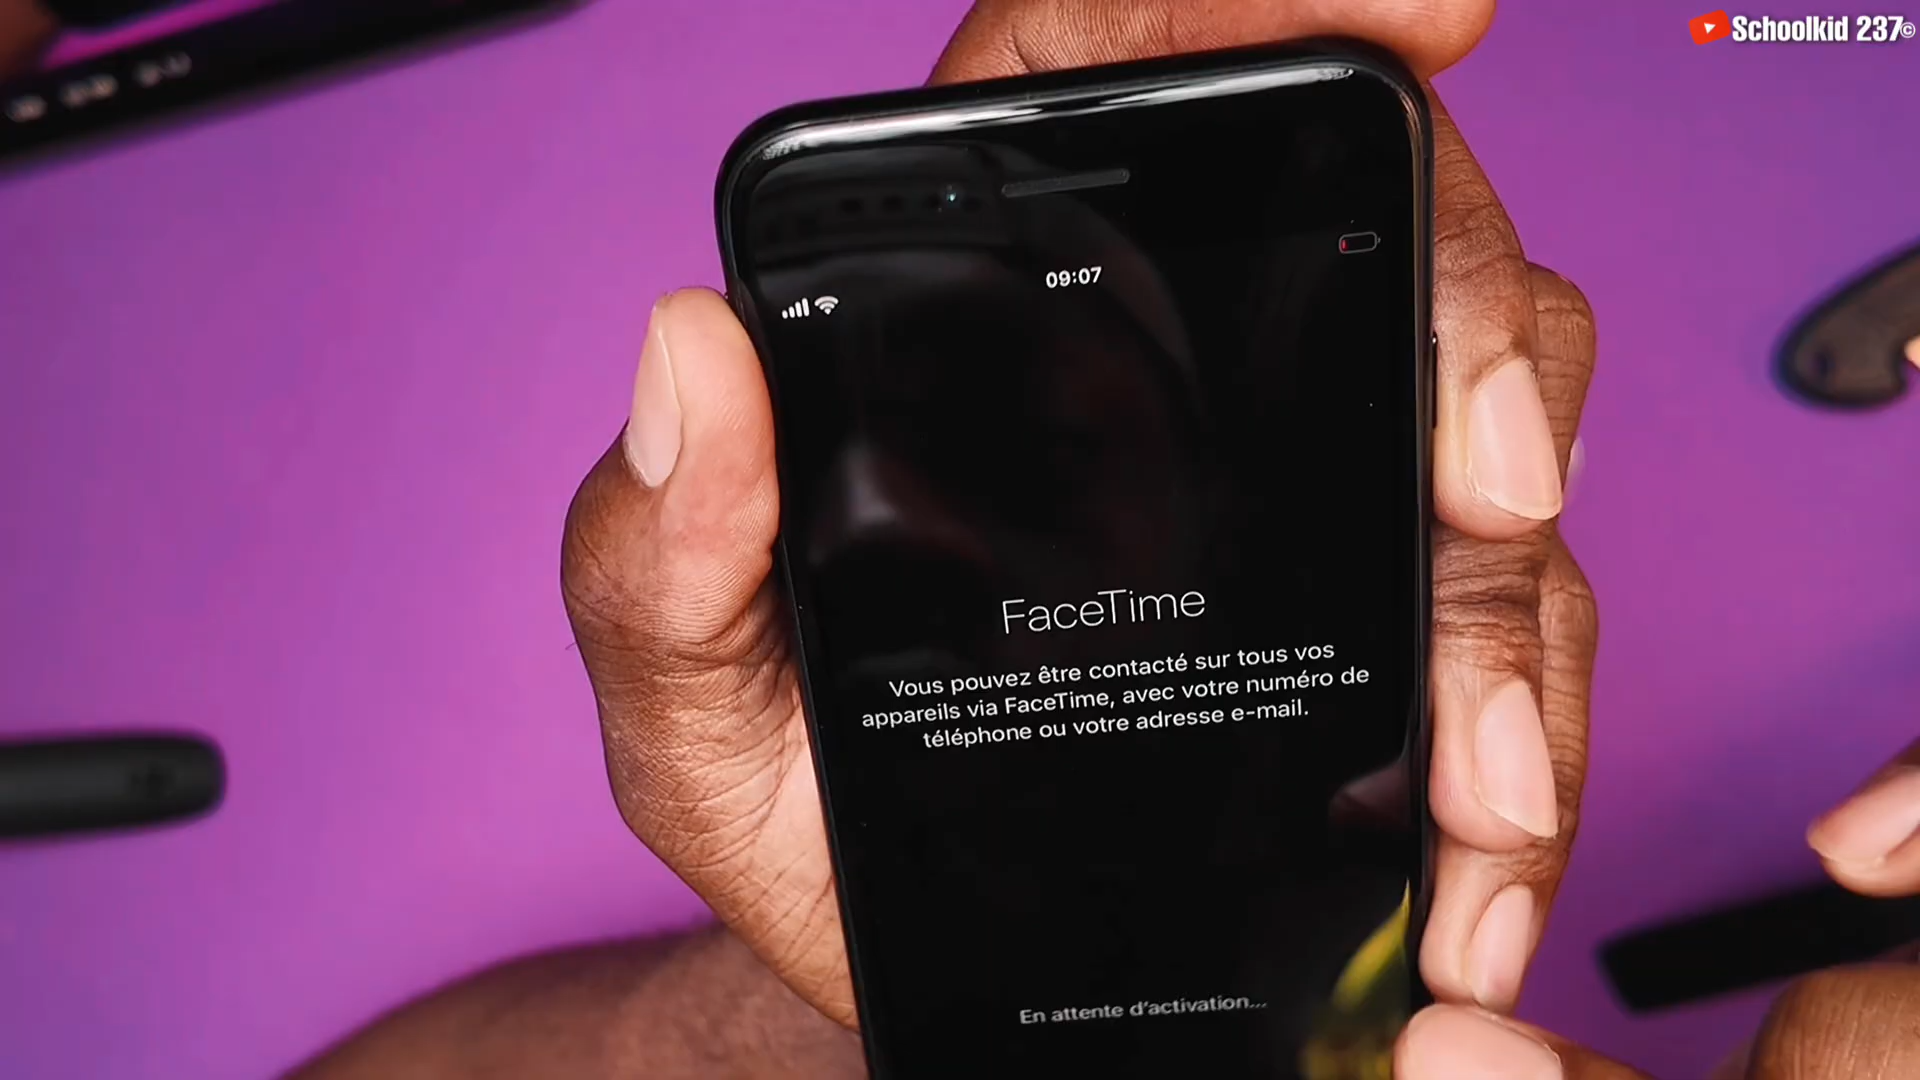 Schoolkid 237©
09:07
FaceTime
Vous pouvez être contacté sur tous vos
appareils via FaceTime, avec votre numéro de
téléphone ou votre adresse e-mail.
En attente d'activation...